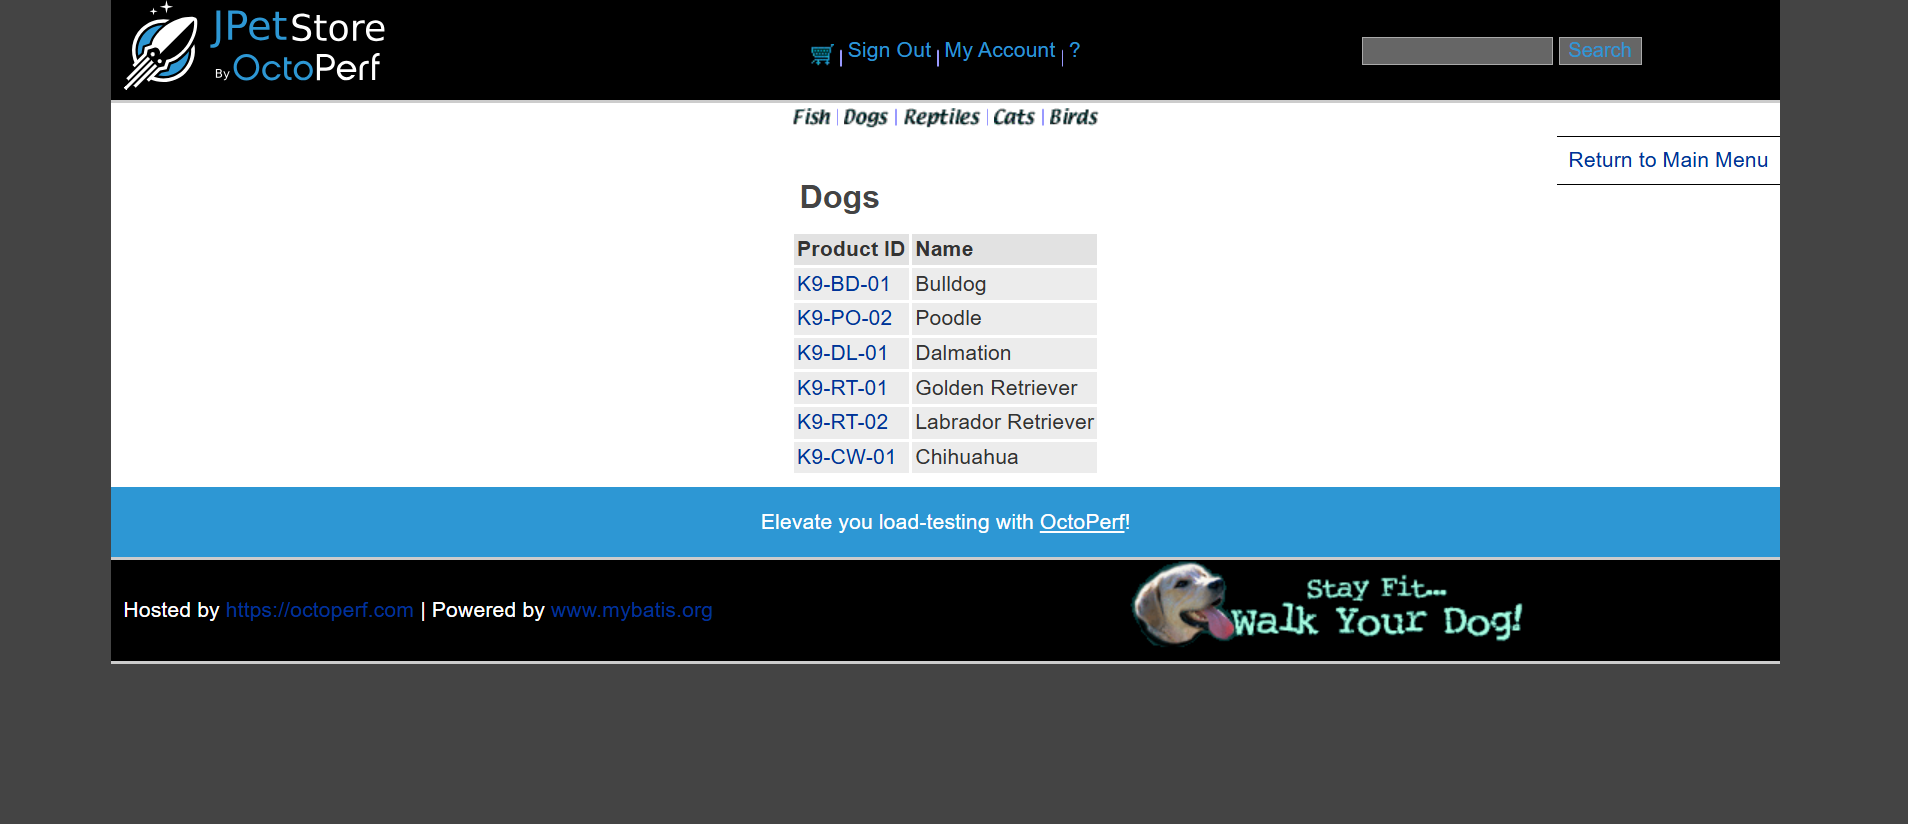 JPetStore
By OctoPerf
Sign Out My Account ?
Search
Fish Dogs Reptiles Cats Birds
Return to Main Menu
Dogs
Product ID Name
K9-BD-01 Bulldog
K9-PO-02 Poodle
K9-DL-01 Dalmation
K9-RT-01 Golden Retriever
K9-RT-02 Labrador Retriever
K9-CW-01 Chihuahua
Elevate you load-testing with OctoPerf!
Hosted by https://octoperf.com | Powered by www.mybatis.org
Stay Fit...
Walk Your Dog!